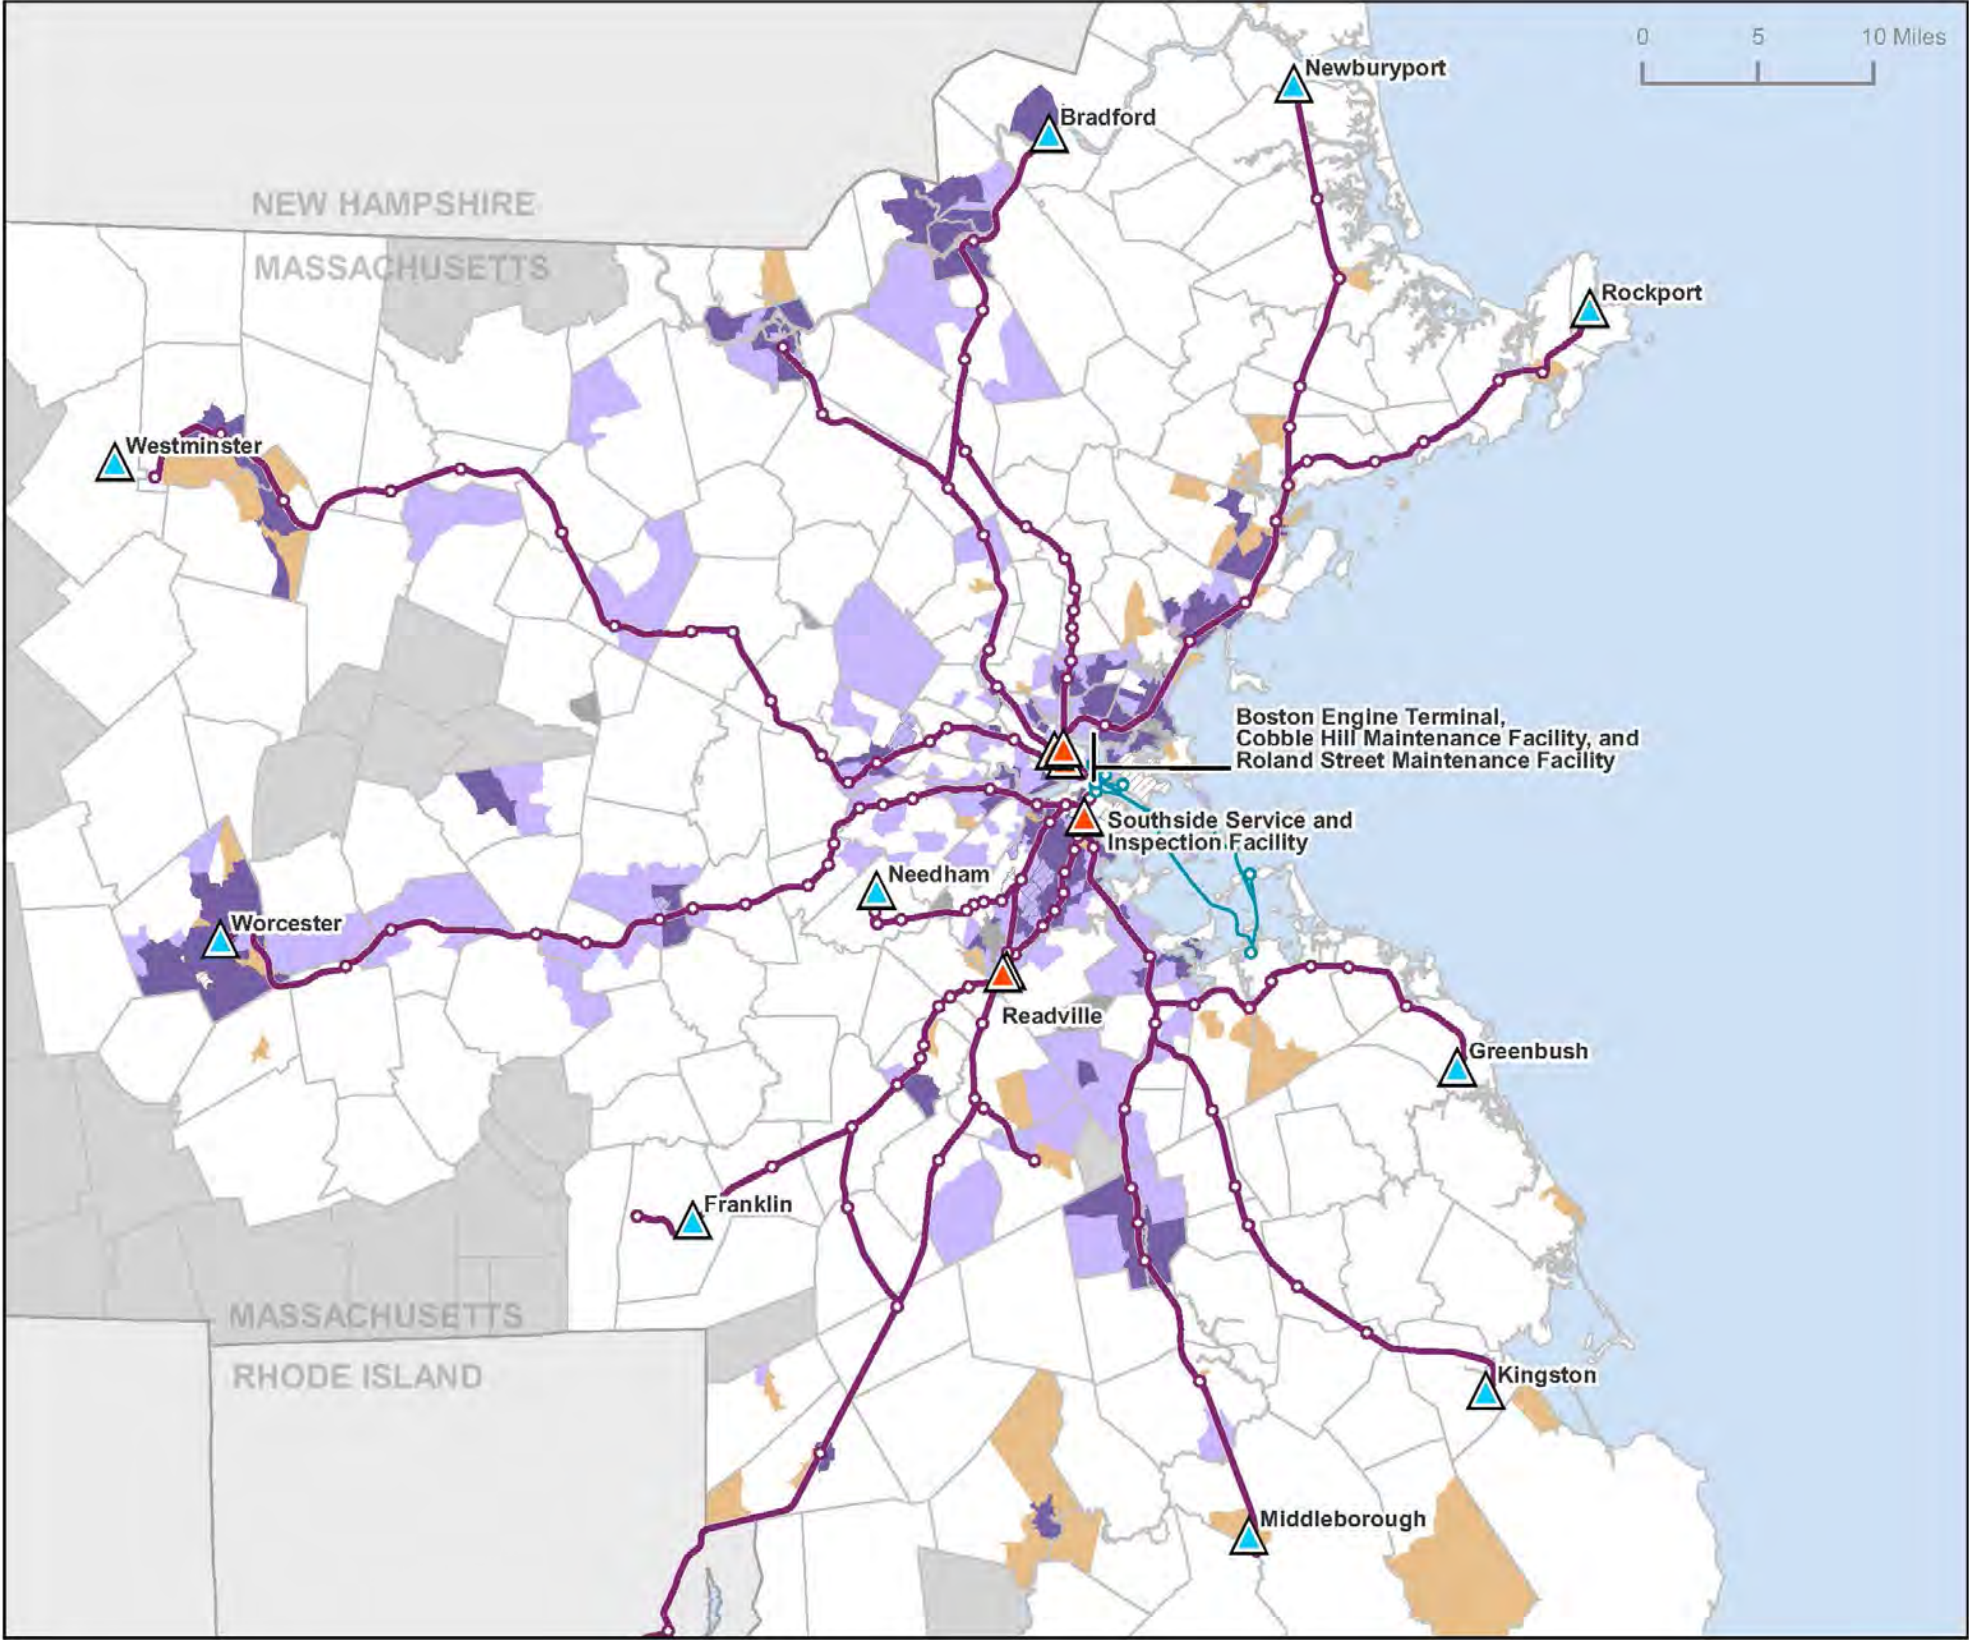 0 5 10 Miles
Newburyport
Bradford
NEW HAMPSHIRE
MASSACHUSETTS
Rockport
Westminster
Boston Engine Terminal,
Cobble Hill Maintenance Facility, and
Roland Street Maintenance Facility
Southside Service and
Inspection Facility
Needham
Worcester
Readville
Greenbush
Franklin
MASSACHUSETTS
RHODE ISLAND
Kingston
Middleborough